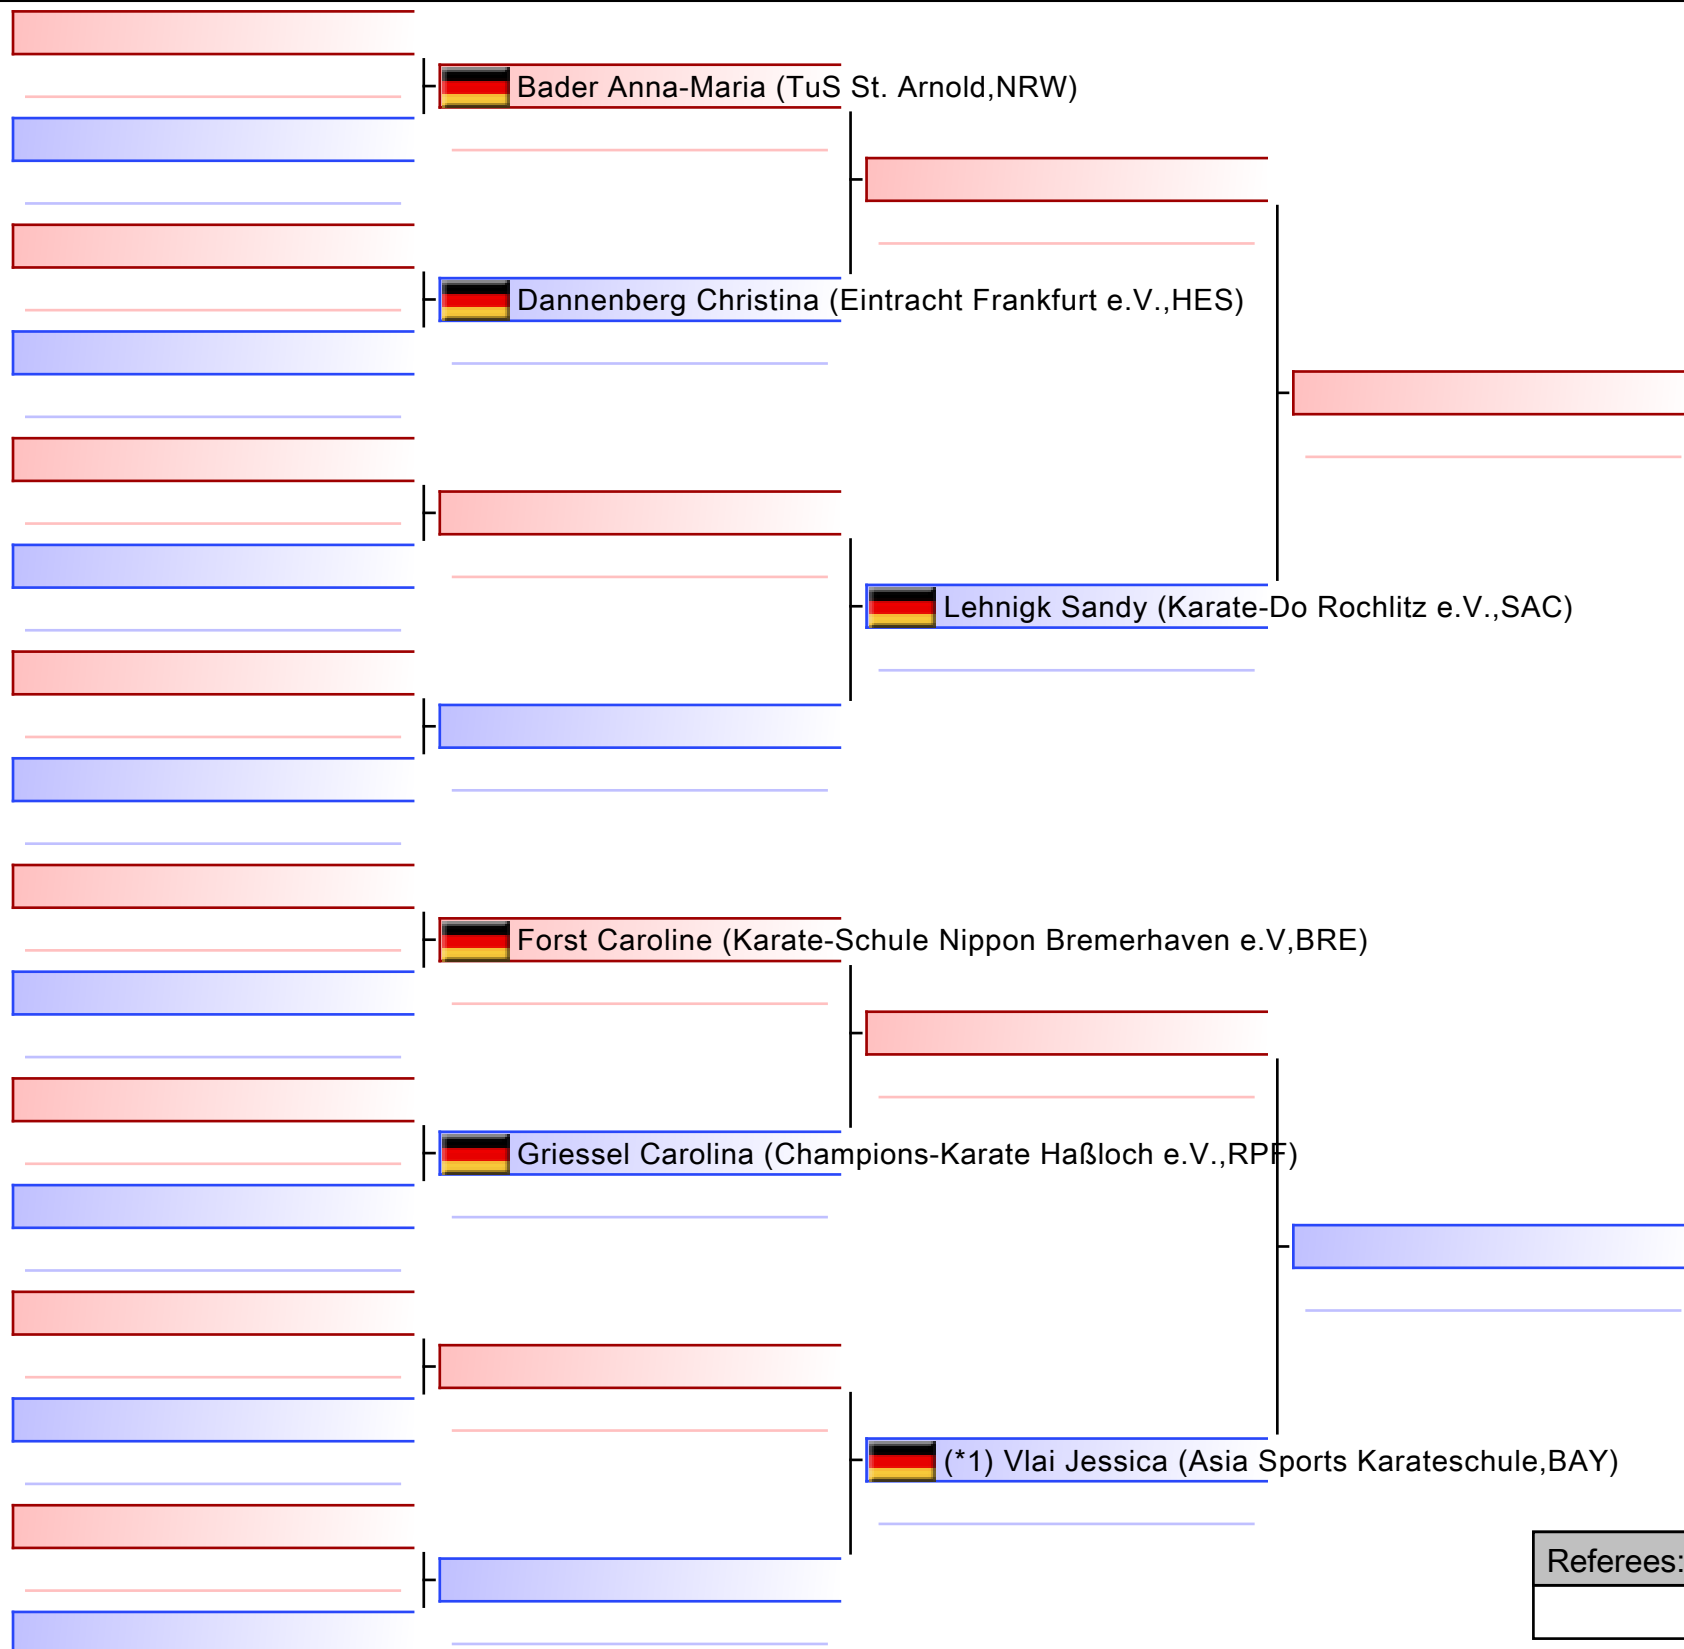 Bader Anna-Maria (TuS St. Arnold,NRW)
Dannenberg Christina (Eintracht Frankfurt e.V.,HES)
Lehnigk Sandy (Karate-Do Rochlitz e.V.,SAC)
Forst Caroline (Karate-Schule Nippon Bremerhaven e.V,BRE)
Griessel Carolina (Champions-Karate Haßloch e.V.,RPF)
(*1) Vlai Jessica (Asia Sports Karateschule,BAY)
Referees: